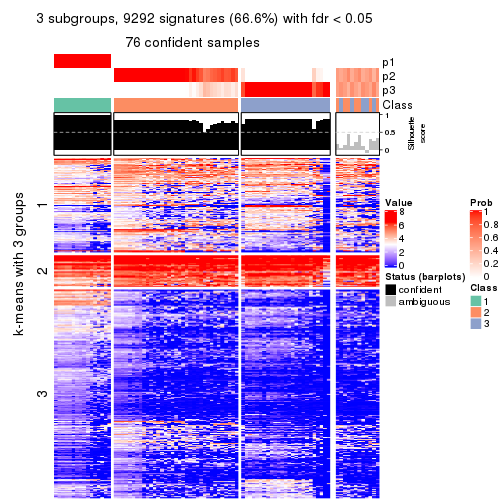 3 subgroups, 9292 signatures (66.6%) with fdr < 0.05
76 confident samples
p1
p2
p3
Class
1
0.5
0
Silhouette
score
k-means with 3 groups
1
2
3
Value
8
6
4
2
0
Status (barplots)
confident
ambiguous
Prob
1
0.8
0.6
0.4
0.2
0
Class
1
2
3